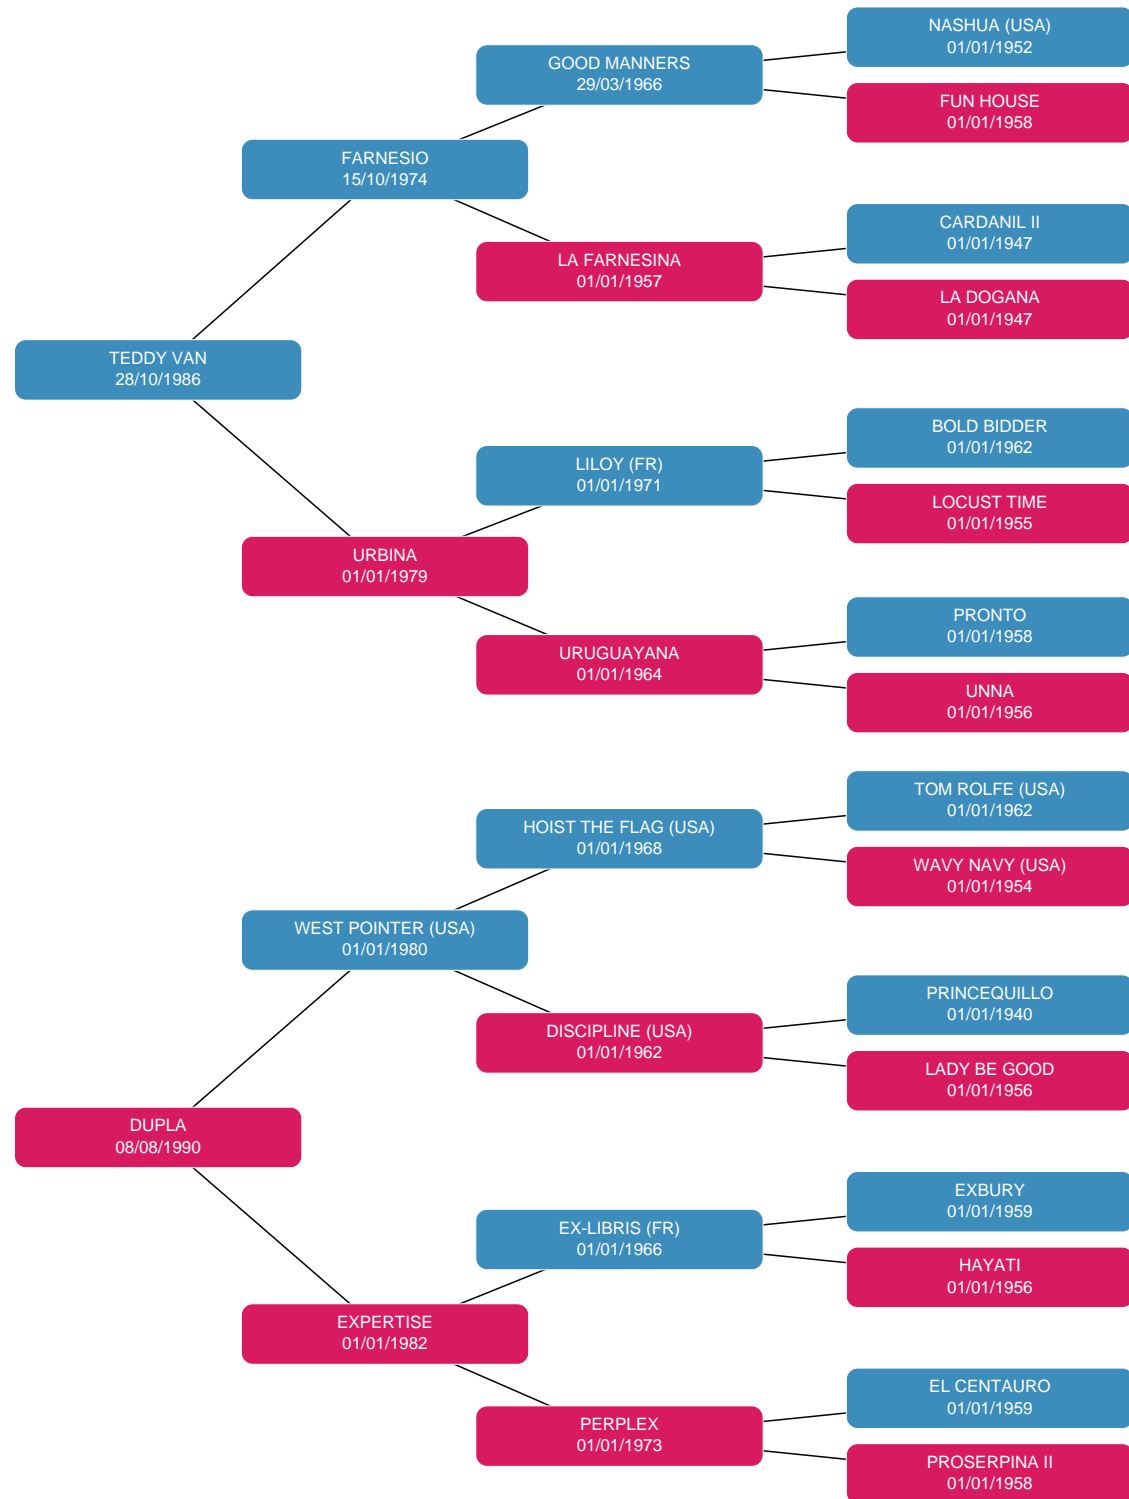 NASHUA (USA)
01/01/1952
GOOD MANNERS
29/03/1966
FUN HOUSE
01/01/1958
FARNESIO
15/10/1974
CARDANIL II
01/01/1947
LA FARNESINA
01/01/1957
LA DOGANA
01/01/1947
TEDDY VAN
28/10/1986
BOLD BIDDER
01/01/1962
LILOY (FR)
01/01/1971
LOCUST TIME
01/01/1955
URBINA
01/01/1979
PRONTO
01/01/1958
URUGUAYANA
01/01/1964
UNNA
01/01/1956
TOM ROLFE (USA)
01/01/1962
HOIST THE FLAG (USA)
01/01/1968
WAVY NAVY (USA)
01/01/1954
WEST POINTER (USA)
01/01/1980
PRINCEQUILLO
01/01/1940
DISCIPLINE (USA)
01/01/1962
LADY BE GOOD
01/01/1956
DUPLA
08/08/1990
EXBURY
01/01/1959
EX-LIBRIS (FR)
01/01/1966
HAYATI
01/01/1956
EXPERTISE
01/01/1982
EL CENTAURO
01/01/1959
PERPLEX
01/01/1973
PROSERPINA II
01/01/1958